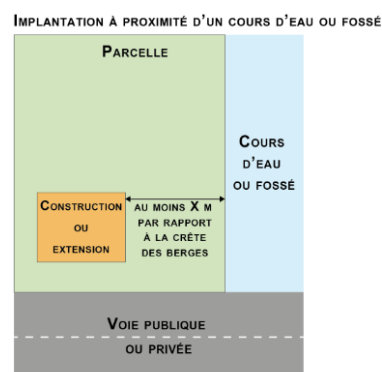 Implantation à proximité d'un cours d'eau ou fossé
Parcelle
Cours
d'eau
ou fossé
Construction
ou
extension
au moins X m
par rapport
à la crête
des berges
Voie publique
ou privée